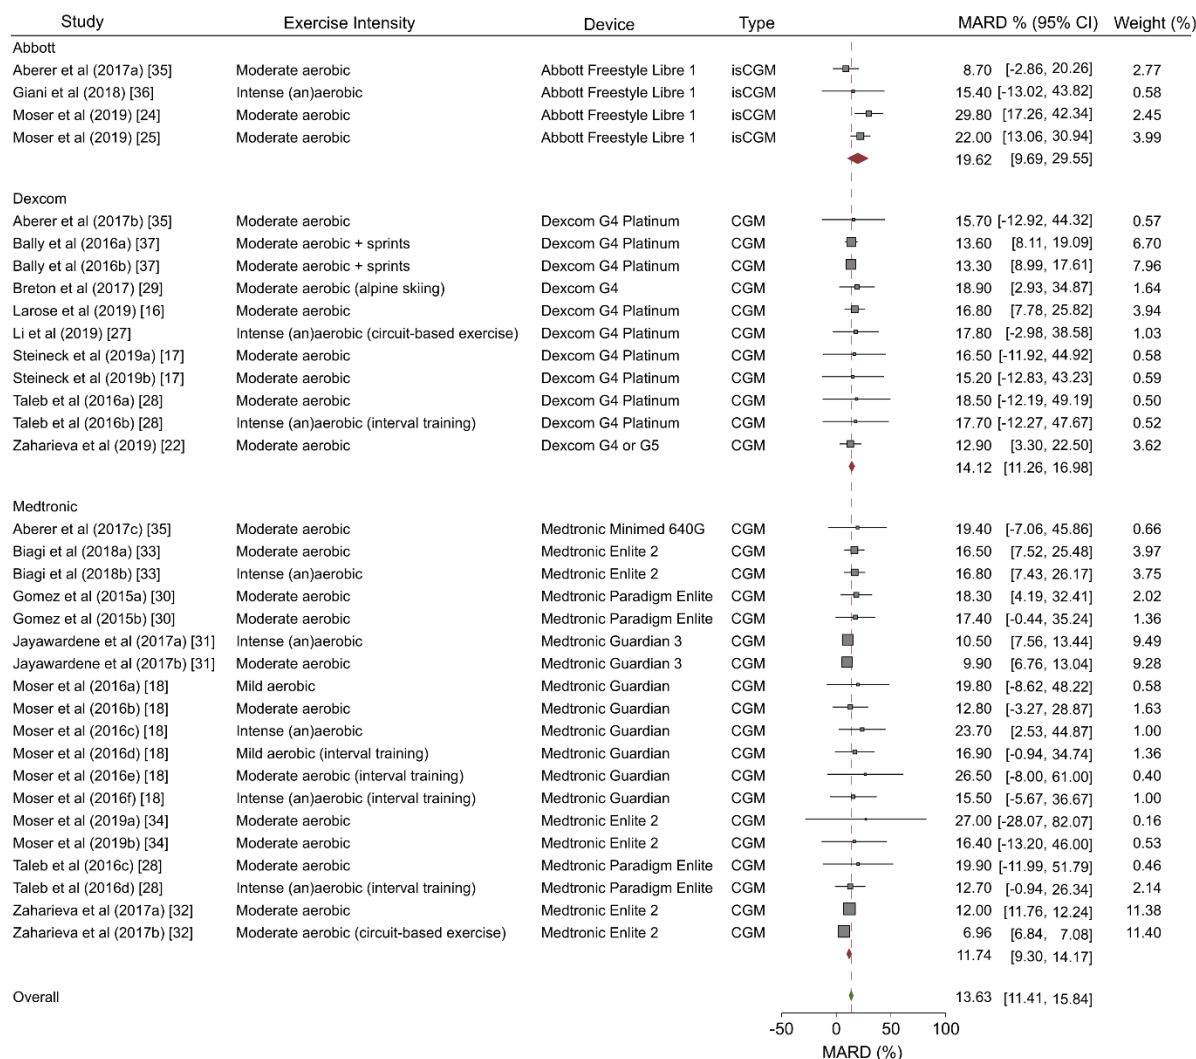 Study Exercise Intensity Device Type MARD % (95% CI) Weight (%)
Abbott
Aberer et al (2017a) [35] Moderate aerobic Abbott Freestyle Libre 1 isCGM 8.70 [-2.86, 20.26] 2.77
Giani et al (2018) [36] Intense (an)aerobic Abbott Freestyle Libre 1 isCGM 15.40 [-13.02, 43.82] 0.58
Moser et al (2019) [24] Moderate aerobic Abbott Freestyle Libre 1 isCGM 29.80 [17.26, 42.34] 2.45
Moser et al (2019) [25] Moderate aerobic Abbott Freestyle Libre 1 isCGM 22.00 [13.06, 30.94] 3.99
19.62 [9.69, 29.55]
Dexcom
Aberer et al (2017b) [35] Moderate aerobic Dexcom G4 Platinum CGM 15.70 [-12.92, 44.32] 0.57
Bally et al (2016a) [37] Moderate aerobic + sprints Dexcom G4 Platinum CGM 13.60 [8.11, 19.09] 6.70
Bally et al (2016b) [37] Moderate aerobic + sprints Dexcom G4 Platinum CGM 13.30 [8.99, 17.61] 7.96
Breton et al (2017) [29] Moderate aerobic (alpine skiing) Dexcom G4 CGM 18.90 [2.93, 34.87] 1.64
Larose et al (2019) [16] Moderate aerobic Dexcom G4 Platinum CGM 16.80 [7.78, 25.82] 3.94
Li et al (2019) [27] Intense (an)aerobic (circuit-based exercise) Dexcom G4 Platinum CGM 17.80 [-2.98, 38.58] 1.03
Steineck et al (2019a) [17] Moderate aerobic Dexcom G4 Platinum CGM 16.50 [-11.92, 44.92] 0.58
Steineck et al (2019b) [17] Moderate aerobic Dexcom G4 Platinum CGM 15.20 [-12.83, 43.23] 0.59
Taleb et al (2016a) [28] Moderate aerobic Dexcom G4 Platinum CGM 18.50 [-12.19, 49.19] 0.50
Taleb et al (2016b) [28] Intense (an)aerobic (interval training) Dexcom G4 Platinum CGM 17.70 [-12.27, 47.67] 0.52
Zaharieva et al (2019) [22] Moderate aerobic Dexcom G4 or G5 CGM 12.90 [3.30, 22.50] 3.62
14.12 [11.26, 16.98]
Medtronic
Aberer et al (2017c) [35] Moderate aerobic Medtronic Minimed 640G CGM 19.40 [-7.06, 45.86] 0.66
Biagi et al (2018a) [33] Moderate aerobic Medtronic Enlite 2 CGM 16.50 [7.52, 25.48] 3.97
Biagi et al (2018b) [33] Intense (an)aerobic Medtronic Enlite 2 CGM 16.80 [7.43, 26.17] 3.75
Gomez et al (2015a) [30] Moderate aerobic Medtronic Paradigm Enlite CGM 18.30 [4.19, 32.41] 2.02
Gomez et al (2015b) [30] Moderate aerobic Medtronic Paradigm Enlite CGM 17.40 [-0.44, 35.24] 1.36
Jayawardene et al (2017a) [31] Intense (an)aerobic Medtronic Guardian 3 CGM 10.50 [7.56, 13.44] 9.49
Jayawardene et al (2017b) [31] Moderate aerobic Medtronic Guardian 3 CGM 9.90 [6.76, 13.04] 9.28
Moser et al (2016a) [18] Mild aerobic Medtronic Guardian CGM 19.80 [-8.62, 48.22] 0.58
Moser et al (2016b) [18] Moderate aerobic Medtronic Guardian CGM 12.80 [-3.27, 28.87] 1.63
Moser et al (2016c) [18] Intense (an)aerobic Medtronic Guardian CGM 23.70 [2.53, 44.87] 1.00
Moser et al (2016d) [18] Mild aerobic (interval training) Medtronic Guardian CGM 16.90 [-0.94, 34.74] 1.36
Moser et al (2016e) [18] Moderate aerobic (interval training) Medtronic Guardian CGM 26.50 [-8.00, 61.00] 0.40
Moser et al (2016f) [18] Intense (an)aerobic (interval training) Medtronic Guardian CGM 15.50 [-5.67, 36.67] 1.00
Moser et al (2019a) [34] Moderate aerobic Medtronic Enlite 2 CGM 27.00 [-28.07, 82.07] 0.16
Moser et al (2019b) [34] Moderate aerobic Medtronic Enlite 2 CGM 16.40 [-13.20, 46.00] 0.53
Taleb et al (2016c) [28] Moderate aerobic Medtronic Paradigm Enlite CGM 19.90 [-11.99, 51.79] 0.46
Taleb et al (2016d) [28] Intense (an)aerobic (interval training) Medtronic Paradigm Enlite CGM 12.70 [-0.94, 26.34] 2.14
Zaharieva et al (2017a) [32] Moderate aerobic Medtronic Enlite 2 CGM 12.00 [11.76, 12.24] 11.38
Zaharieva et al (2017b) [32] Moderate aerobic (circuit-based exercise) Medtronic Enlite 2 CGM 6.96 [6.84, 7.08] 11.40
11.74 [9.30, 14.17]
Overall 13.63 [11.41, 15.84]
-50 0 50 100
MARD (%)